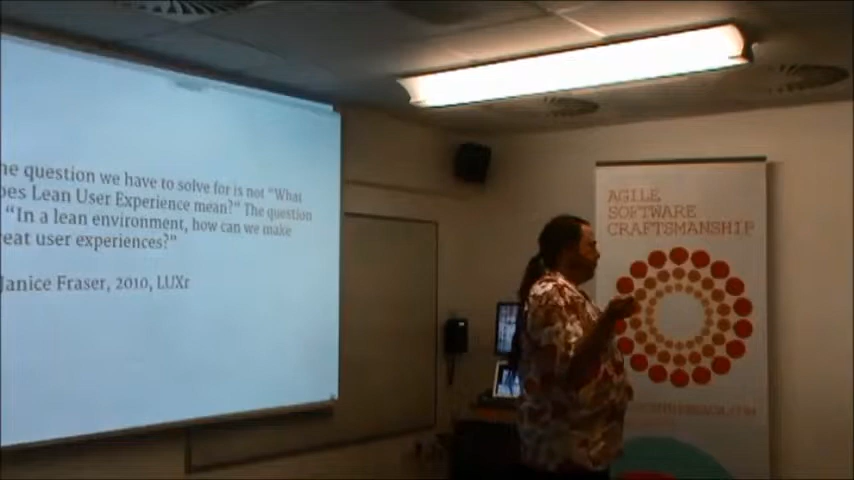 he question we have to solve for is not "What
oes Lean User Experience mean?" The question
"In a lean environment, how can we make
reat user experiences?"
Janice Fraser, 2010, LUXr
AGILE
SOFTWARE
CRAFTSMANSHIP